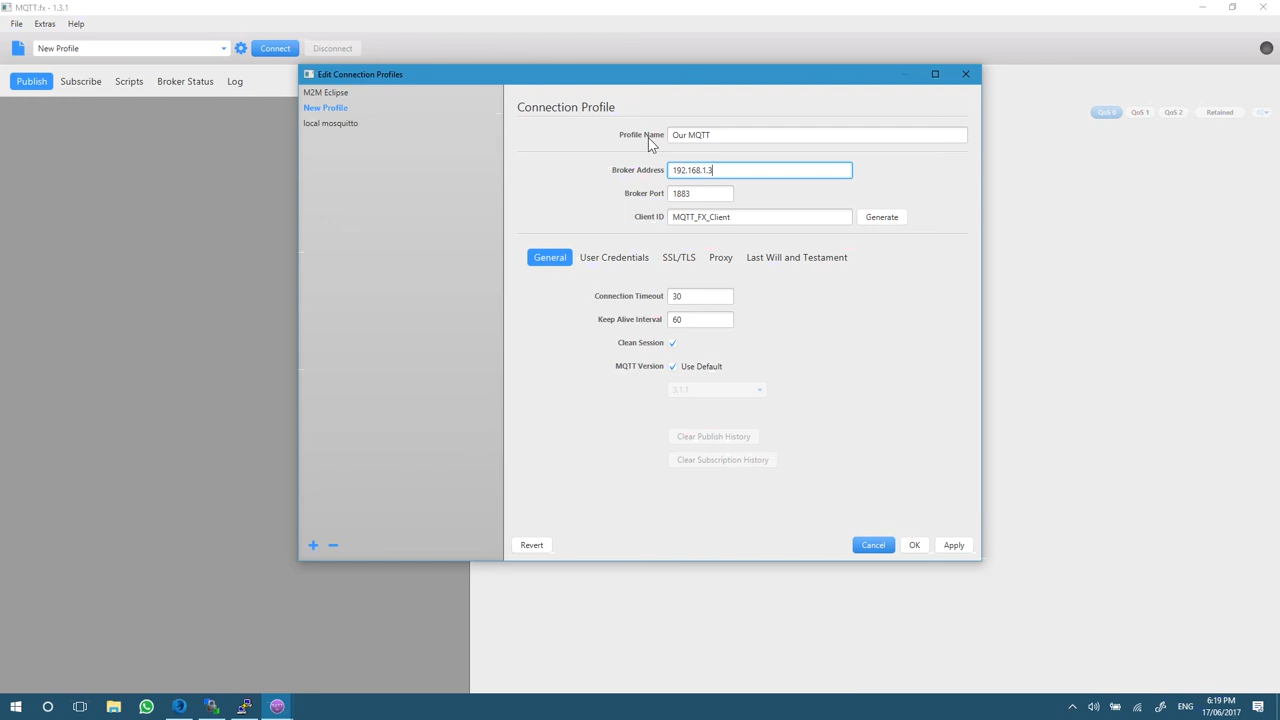 MQTT.fx - 1.3.1
File Extras Help
New Profile Connect Disconnect
Publish Subscribe Scripts Broker Status Log
QoS 0 QoS 1 QoS 2 Retained
Edit Connection Profiles
M2M Eclipse
New Profile
local mosquitto
Connection Profile
Profile Name Our MQTT
Broker Address 192.168.1.3
Broker Port 1883
Client ID MQTT_FX_Client Generate
General User Credentials SSL/TLS Proxy Last Will and Testament
Connection Timeout 30
Keep Alive Interval 60
Clean Session
MQTT Version Use Default
3.1.1
Clear Publish History
Clear Subscription History
Revert Cancel OK Apply
ENG
6:19 PM
17/06/2017